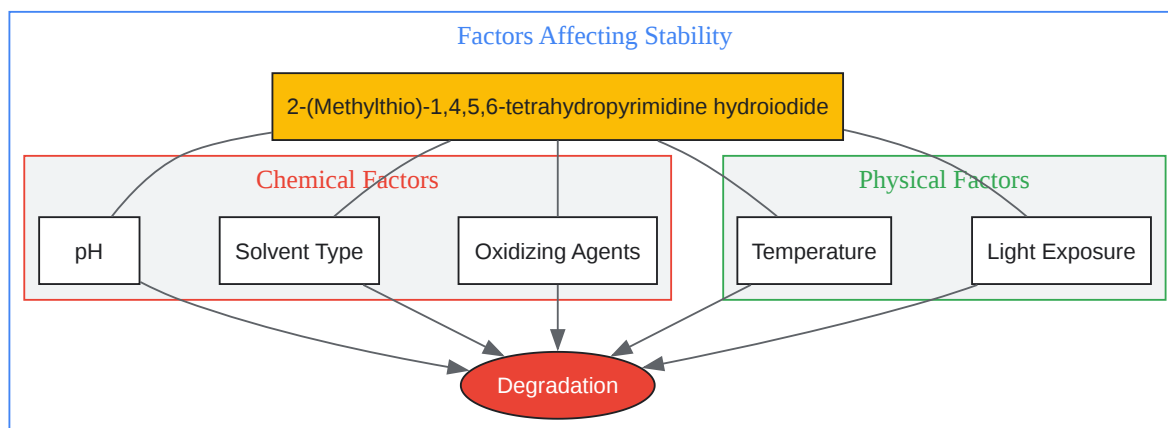 Factors Affecting Stability
2-(Methylthio)-1,4,5,6-tetrahydropyrimidine hydroiodide
Chemical Factors
Physical Factors
pH
Solvent Type
Oxidizing Agents
Temperature
Light Exposure
Degradation